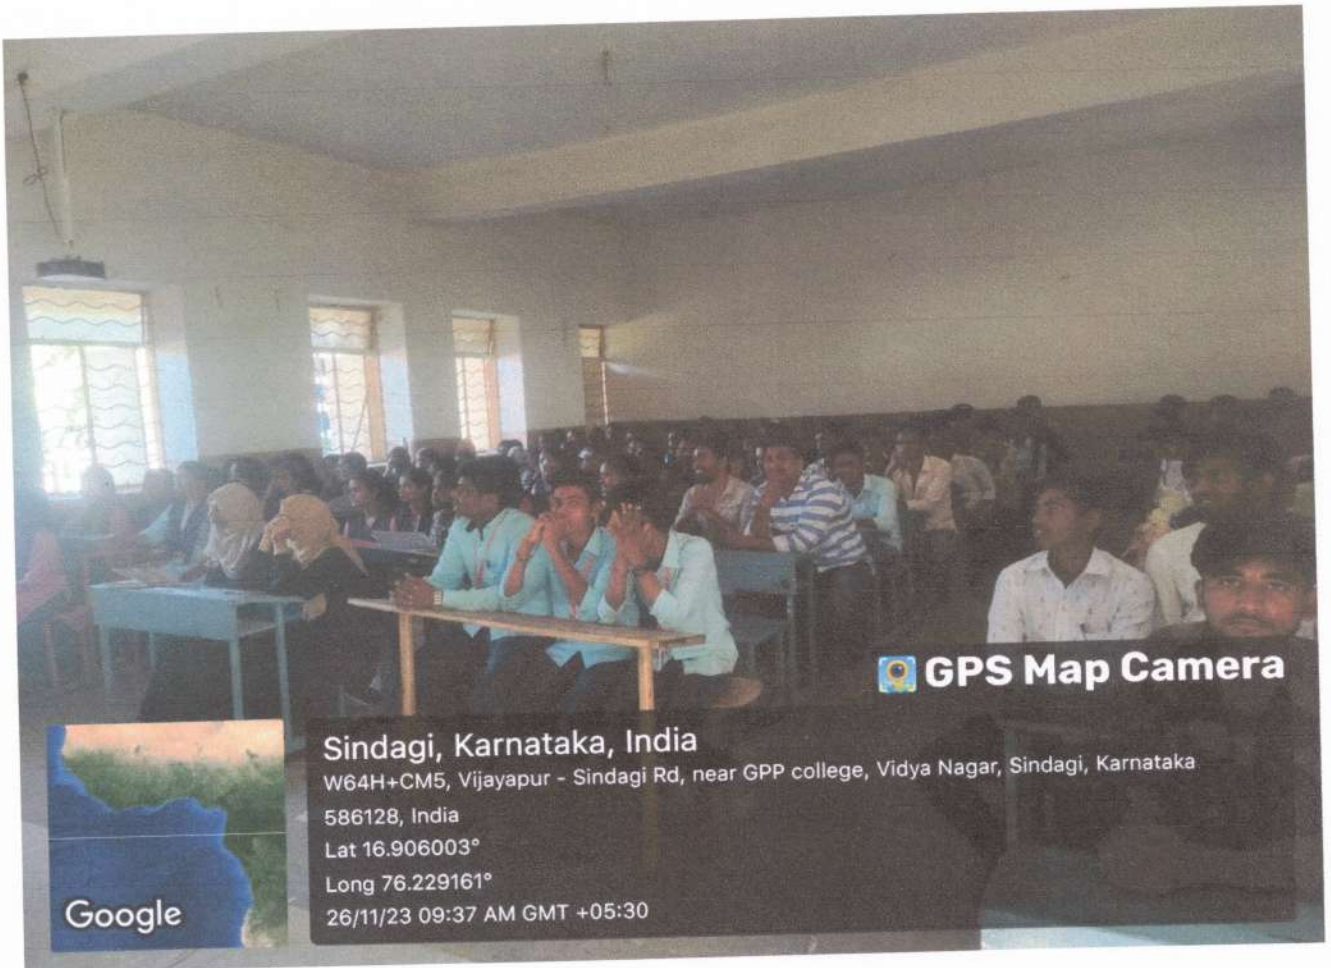 GPS Map Camera
Sindagi, Karnataka, India
W64H+CM5, Vijayapur - Sindagi Rd, near GPP college, Vidya Nagar, Sindagi, Karnataka
586128, India
Lat 16.906003°
Long 76.229161°
26/11/23 09:37 AM GMT +05:30
Google